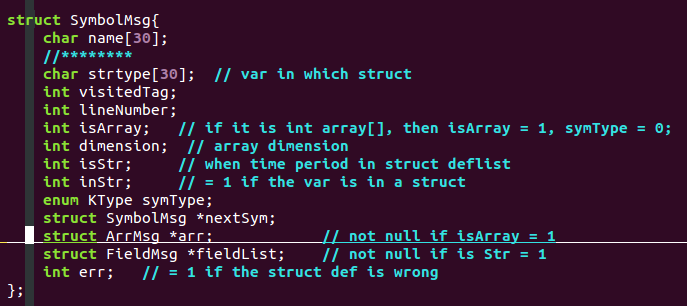 struct SymbolMsg{
    char name[30];
    //********
    char strtype[30];  // var in which struct
    int visitedTag;
    int lineNumber;
    int isArray;   // if it is int array[], then isArray = 1, symType = 0;
    int dimension;  // array dimension
    int isStr;     // when time period in struct deflist
    int inStr;     // = 1 if the var is in a struct
    enum KType symType;
    struct SymbolMsg *nextSym;
    struct ArrMsg *arr;            // not null if isArray = 1
    struct FieldMsg *fieldList;    // not null if is Str = 1
    int err;   // = 1 if the struct def is wrong
};